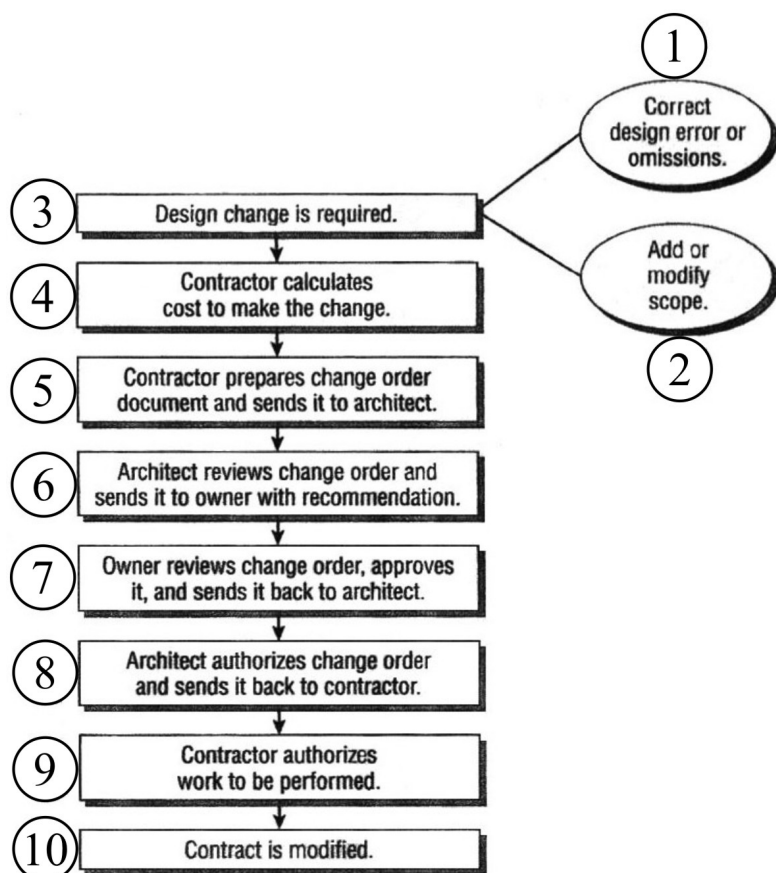 1
Correct
design error or
omissions.
3
Design change is required.
Add or
modify
scope.
2
4
Contractor calculates
cost to make the change.
5
Contractor prepares change order
document and sends it to architect.
6
Architect reviews change order and
sends it to owner with recommendation.
7
Owner reviews change order, approves
it, and sends it back to architect.
8
Architect authorizes change order
and sends it back to contractor.
9
Contractor authorizes
work to be performed.
10
Contract is modified.